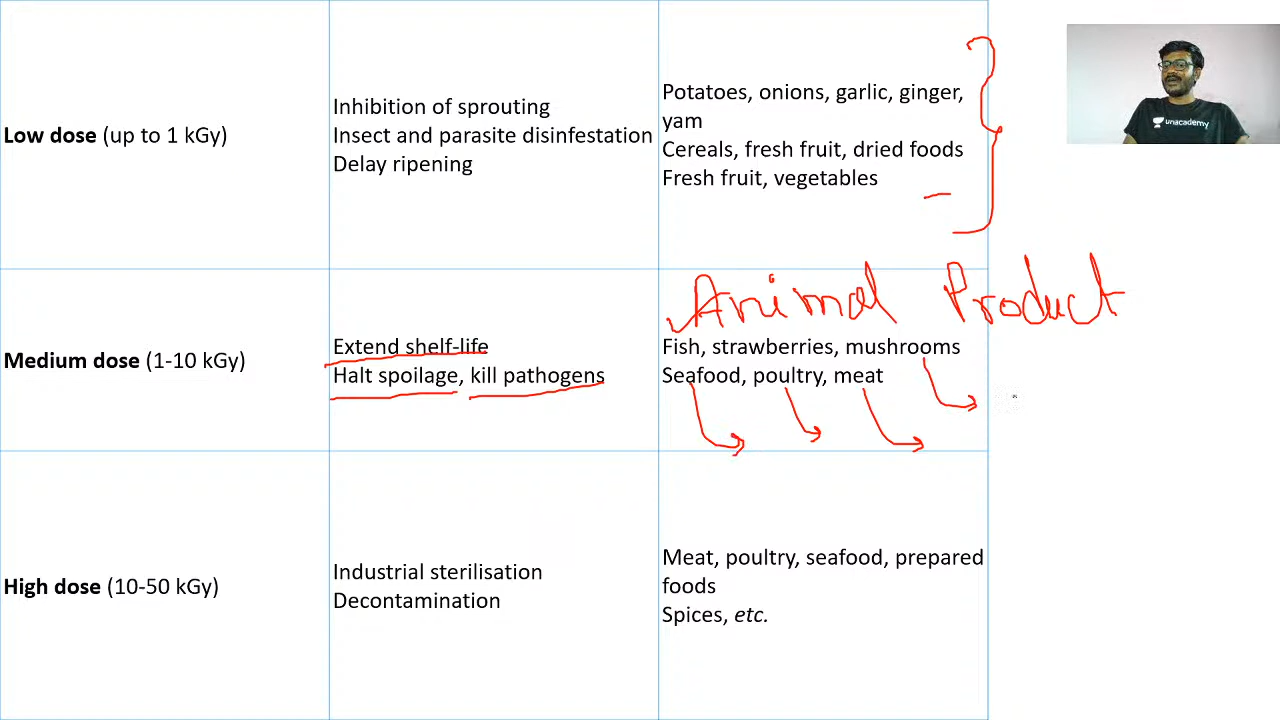 Low dose (up to 1 kGy)
Inhibition of sprouting
Insect and parasite disinfestation
Delay ripening
Potatoes, onions, garlic, ginger,
yam
Cereals, fresh fruit, dried foods
Fresh fruit, vegetables
unacademy
Animal Product
Medium dose (1-10 kGy)
Extend shelf-life
Halt spoilage, kill pathogens
Fish, strawberries, mushrooms
Seafood, poultry, meat
High dose (10-50 kGy)
Industrial sterilisation
Decontamination
Meat, poultry, seafood, prepared
foods
Spices, etc.